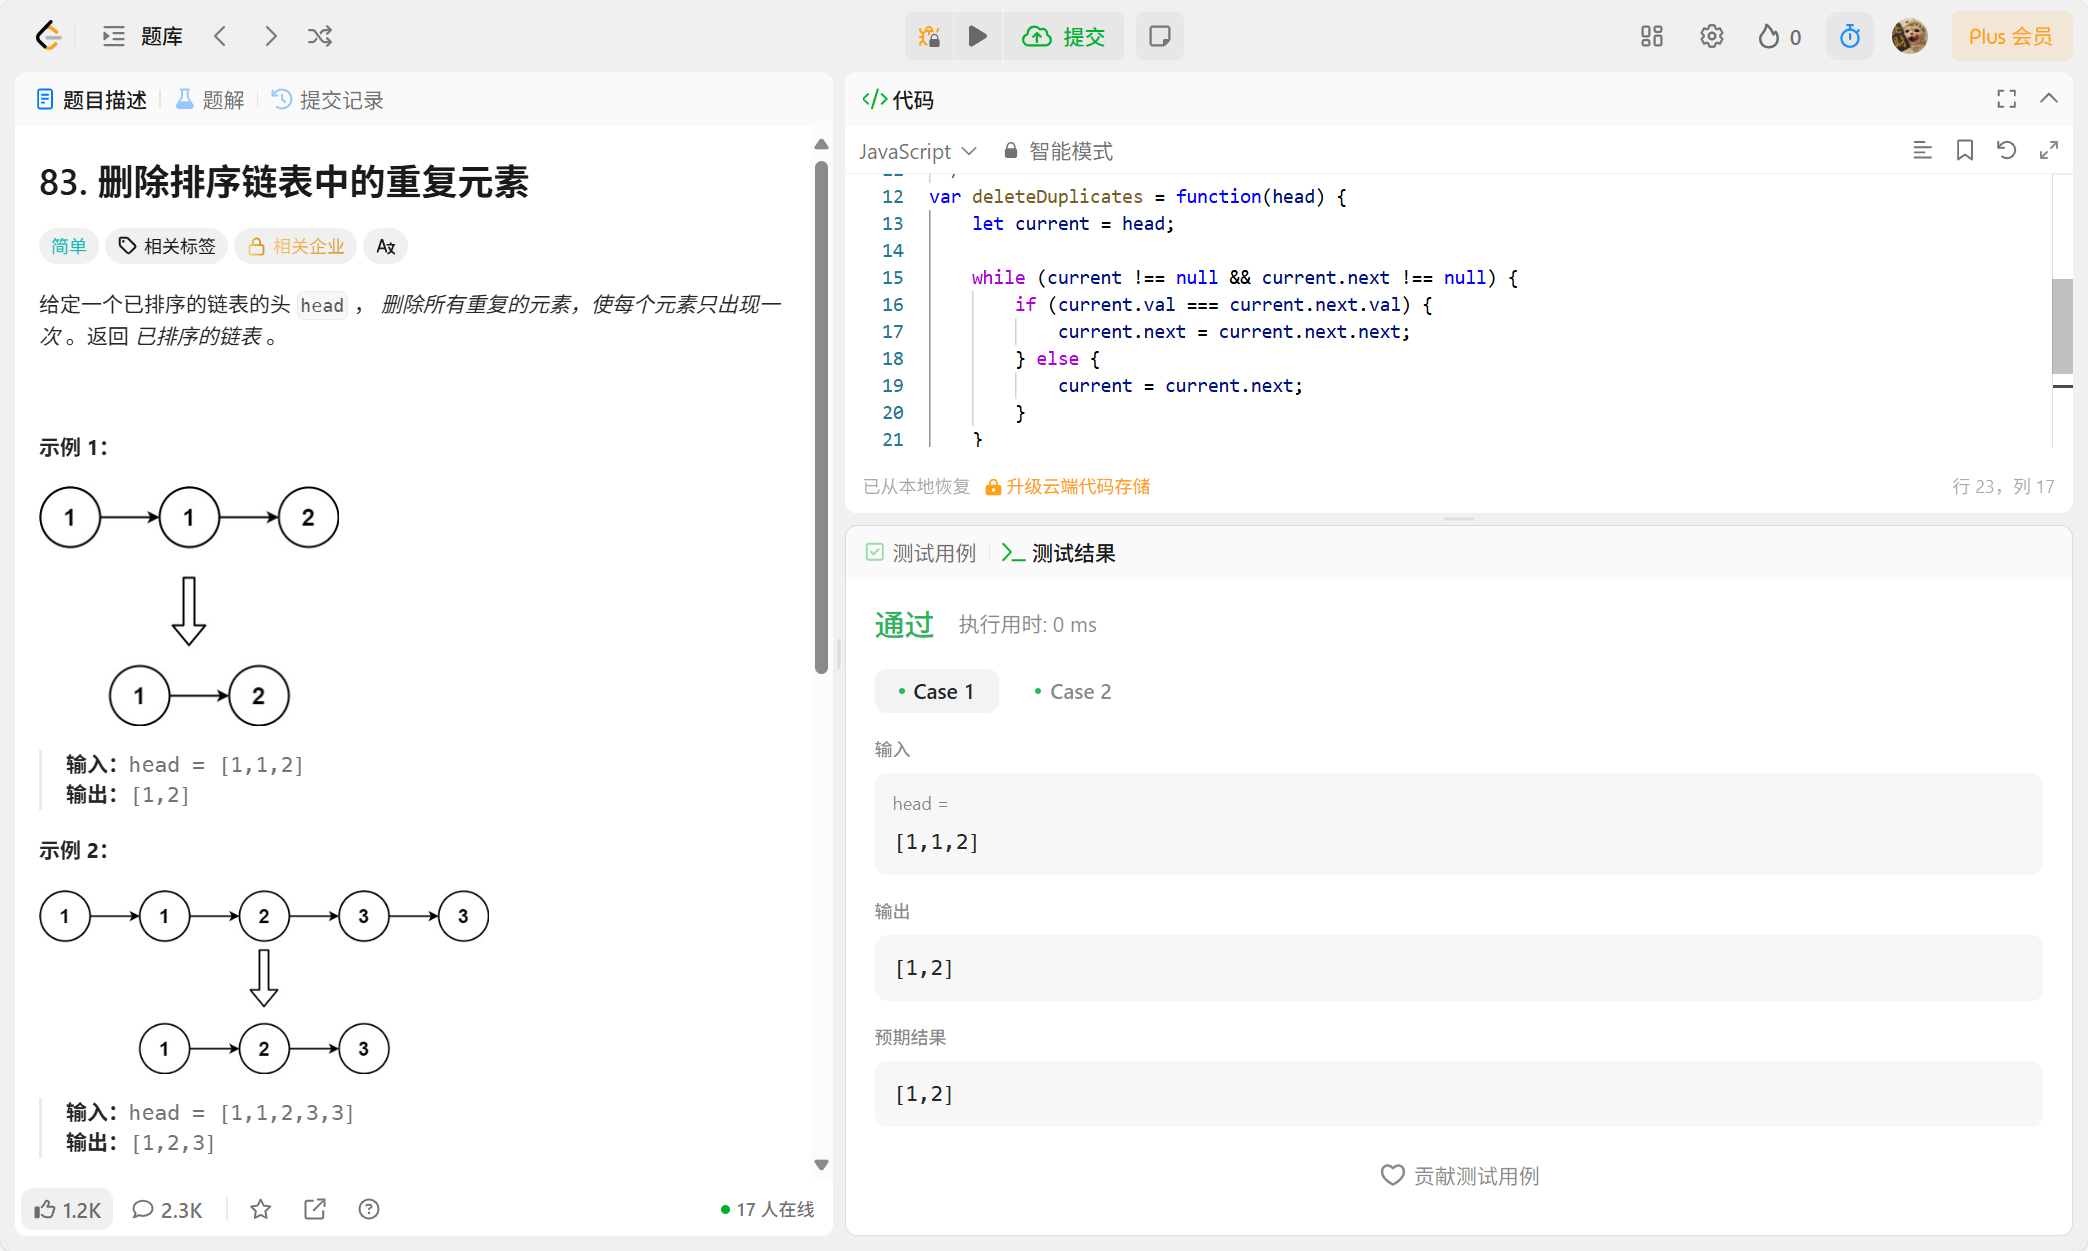 题库
提交
0
Plus 会员
题目描述
题解
提交记录
83. 删除排序链表中的重复元素
简单
相关标签
相关企业
给定一个已排序的链表的头 head ， 删除所有重复的元素，使每个元素只出现一
次 。返回 已排序的链表 。
示例 1：
1
1
2
1
2
输入：head = [1,1,2]
输出：[1,2]
示例 2：
1
1
2
3
3
1
2
3
输入：head = [1,1,2,3,3]
输出：[1,2,3]
1.2K
2.3K
17 人在线
代码
JavaScript
智能模式
12 var deleteDuplicates = function(head) {
13 let current = head;
14
15 while (current !== null && current.next !== null) {
16 if (current.val === current.next.val) {
17 current.next = current.next.next;
18 } else {
19 current = current.next;
20 }
21 }
已从本地恢复
升级云端代码存储
行 23，列 17
测试用例
测试结果
通过
执行用时: 0 ms
Case 1
Case 2
输入
head =
[1,1,2]
输出
[1,2]
预期结果
[1,2]
贡献测试用例